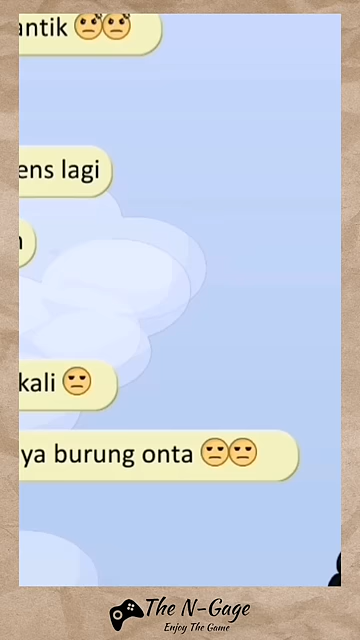 antik 😠😠
ens lagi
kali 😒
ya burung onta 😒😒
The N-Gage
Enjoy The Game